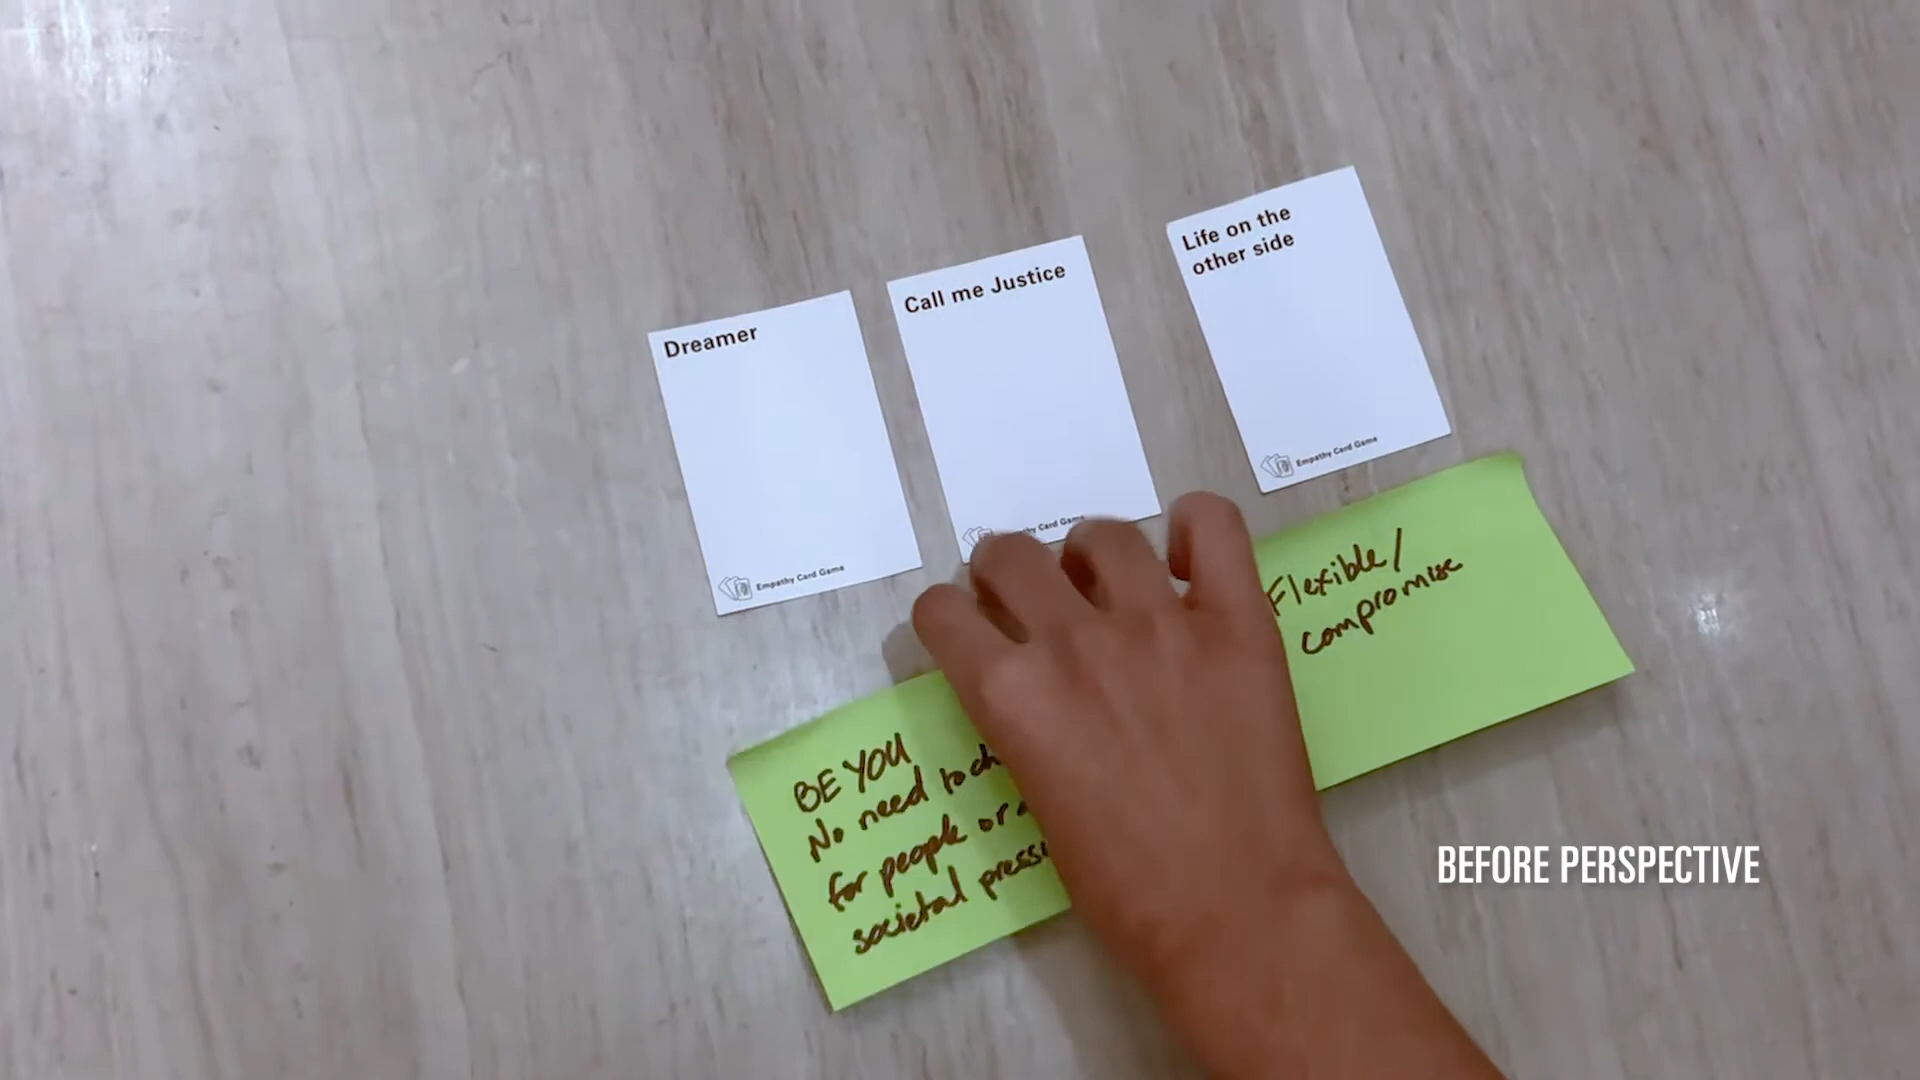 Dreamer
Empathy Card Game
Call me Justice
Card Game
Life on the
other side
Empathy Card Game
Flexible/
compromise
BE YOU
No need to
for people or
societal
BEFORE PERSPECTIVE